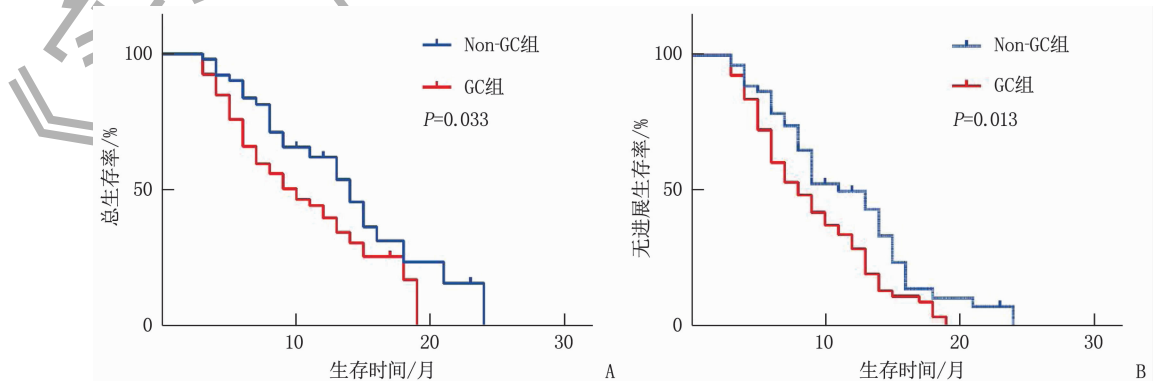 100
50
0
10
20
30
总生存率/%
生存时间/月
Non-GC组
GC组
P=0.033
A
100
50
0
10
20
30
无进展生存率/%
生存时间/月
Non-GC组
GC组
P=0.013
B